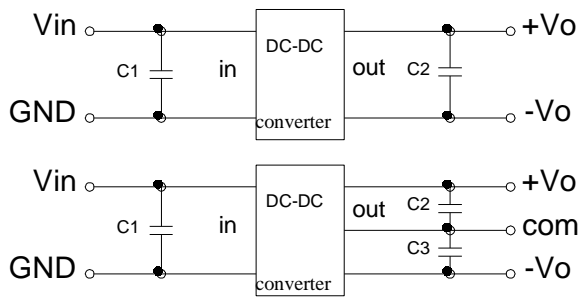 Vin
+Vo
DC-DC
C1
in
out
C2
GND
converter
-Vo
Vin
+Vo
DC-DC
out
C2
C1
in
com
C3
GND
converter
-Vo